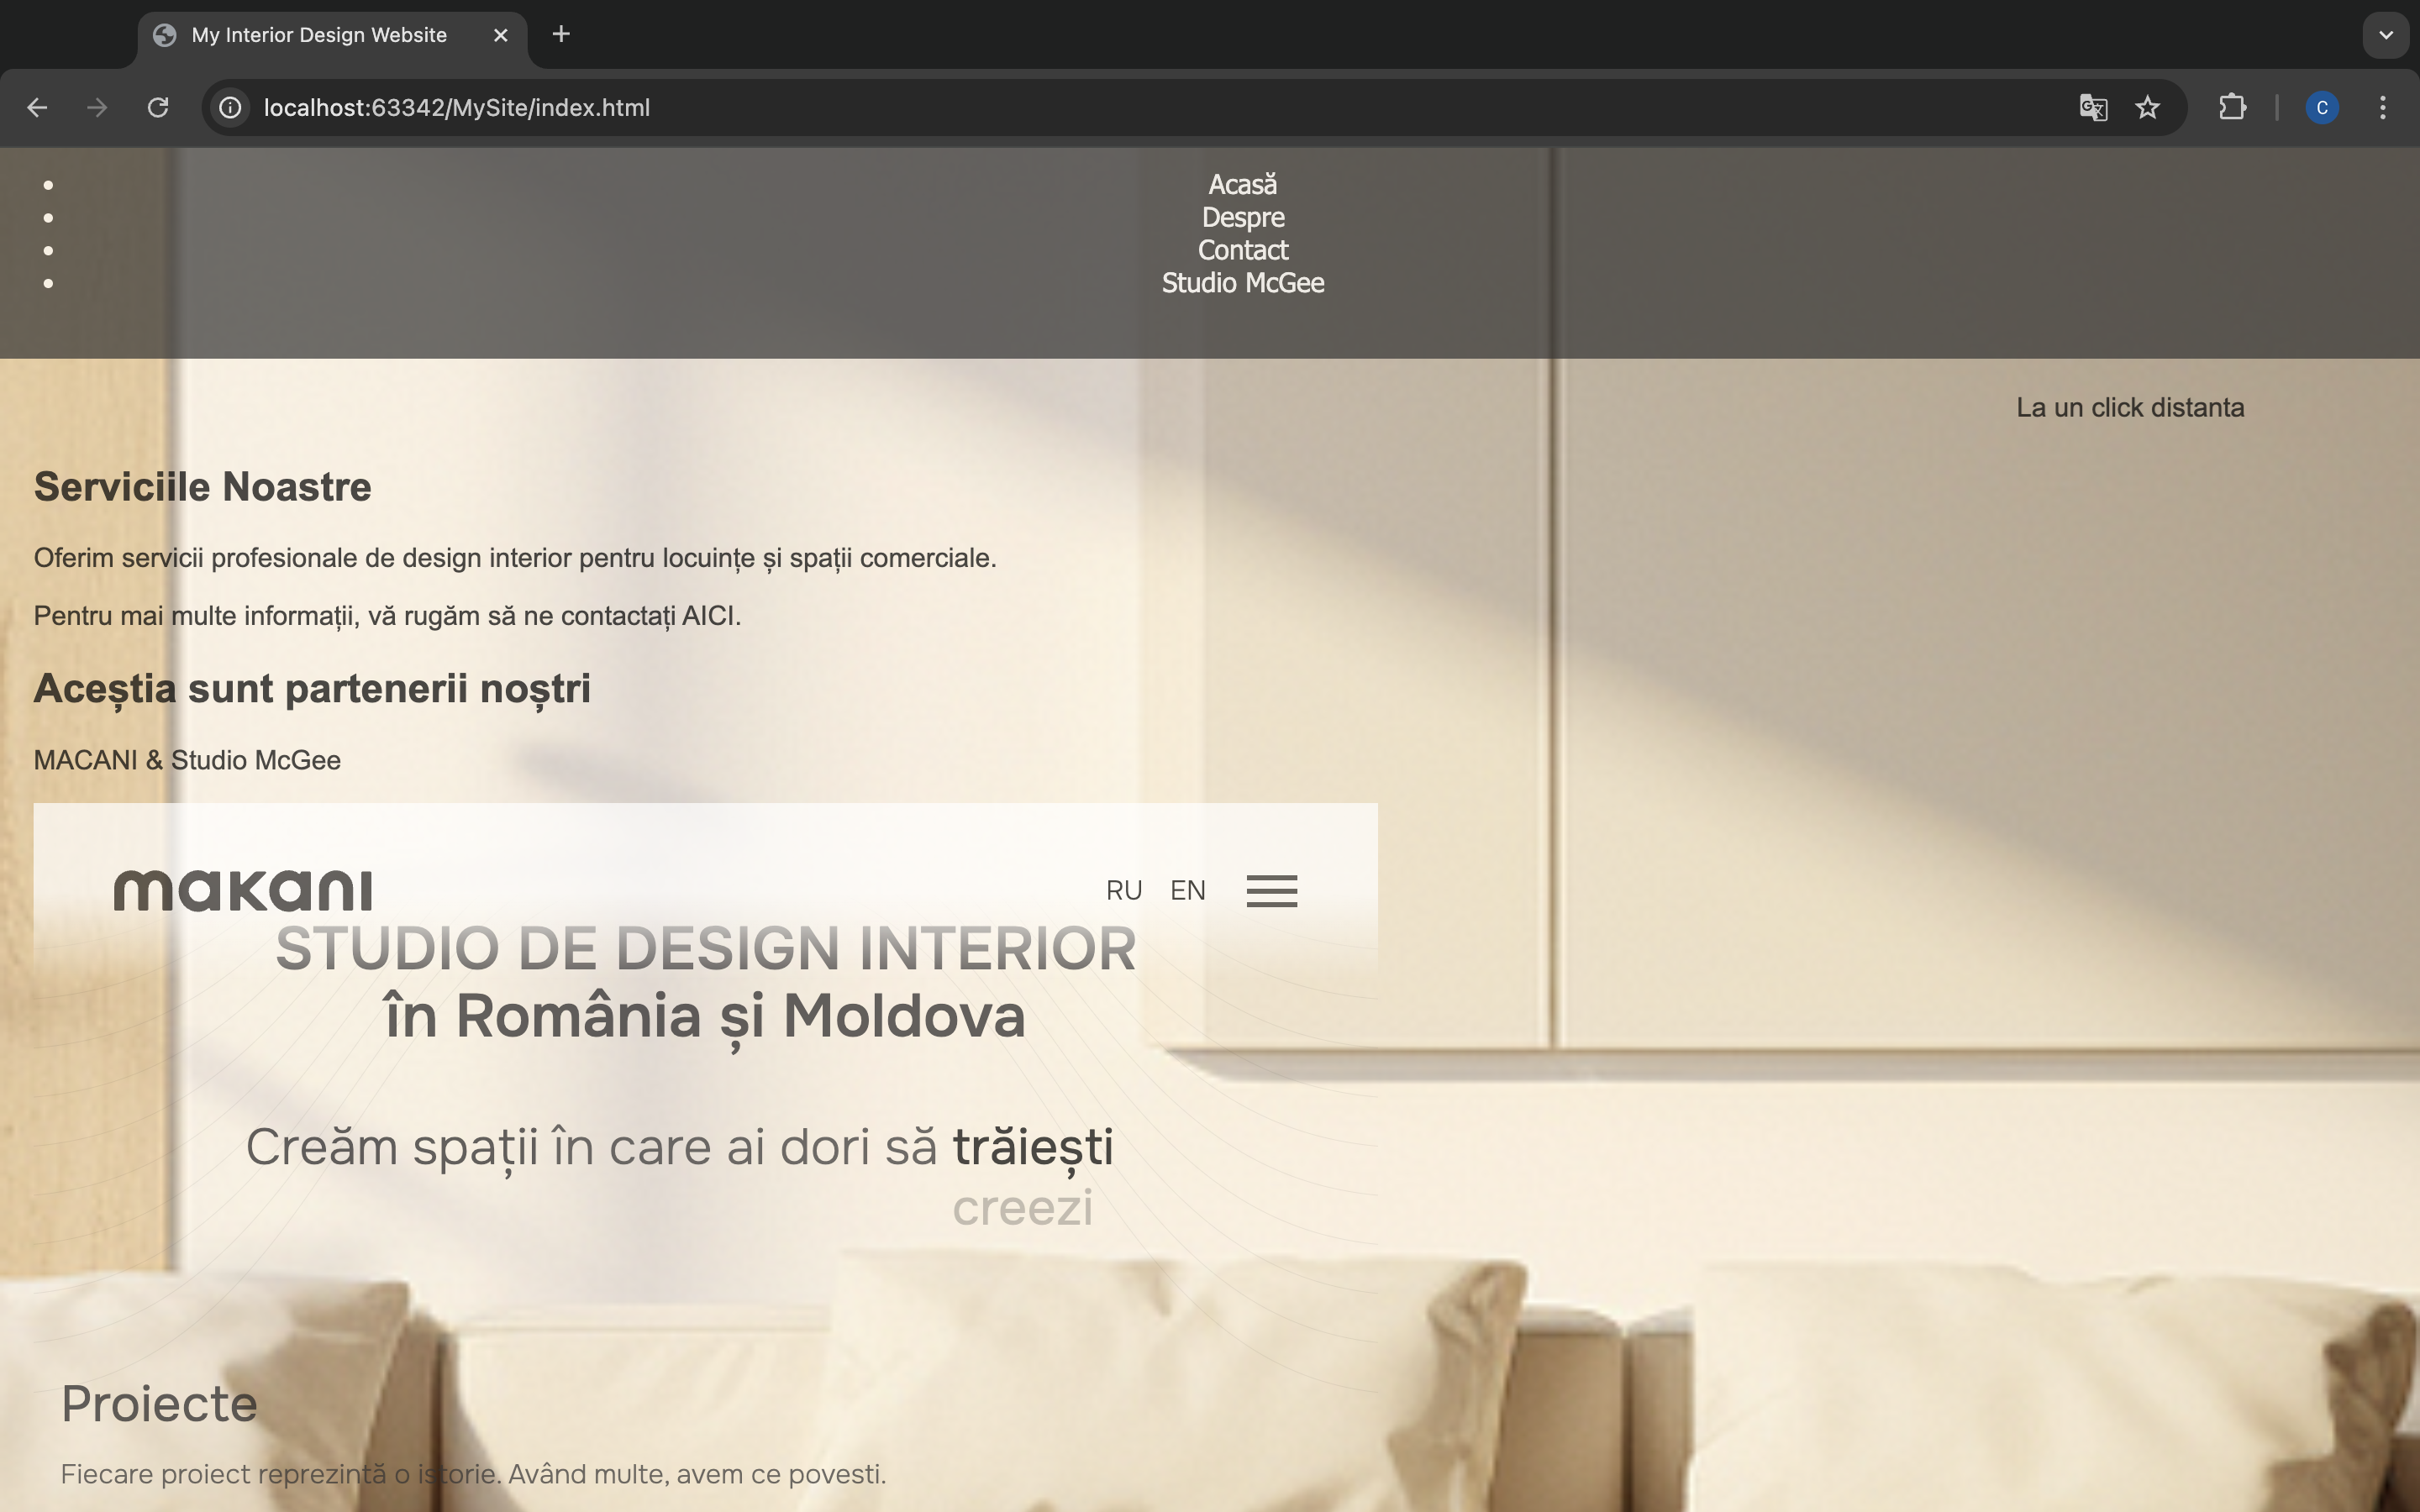 My Interior Design Website
localhost:63342/MySite/index.html
C
Acasă
Despre
Contact
Studio McGee
La un click distanta
Serviciile Noastre
Oferim servicii profesionale de design interior pentru locuințe și spații comerciale.
Pentru mai multe informații, vă rugăm să ne contactați AICI.
Aceștia sunt partenerii noștri
MACANI & Studio McGee
makani
RU EN
STUDIO DE DESIGN INTERIOR
în România și Moldova
Creăm spații în care ai dori să trăiești
creezi
Proiecte
Fiecare proiect reprezintă o istorie. Având multe, avem ce povesti.